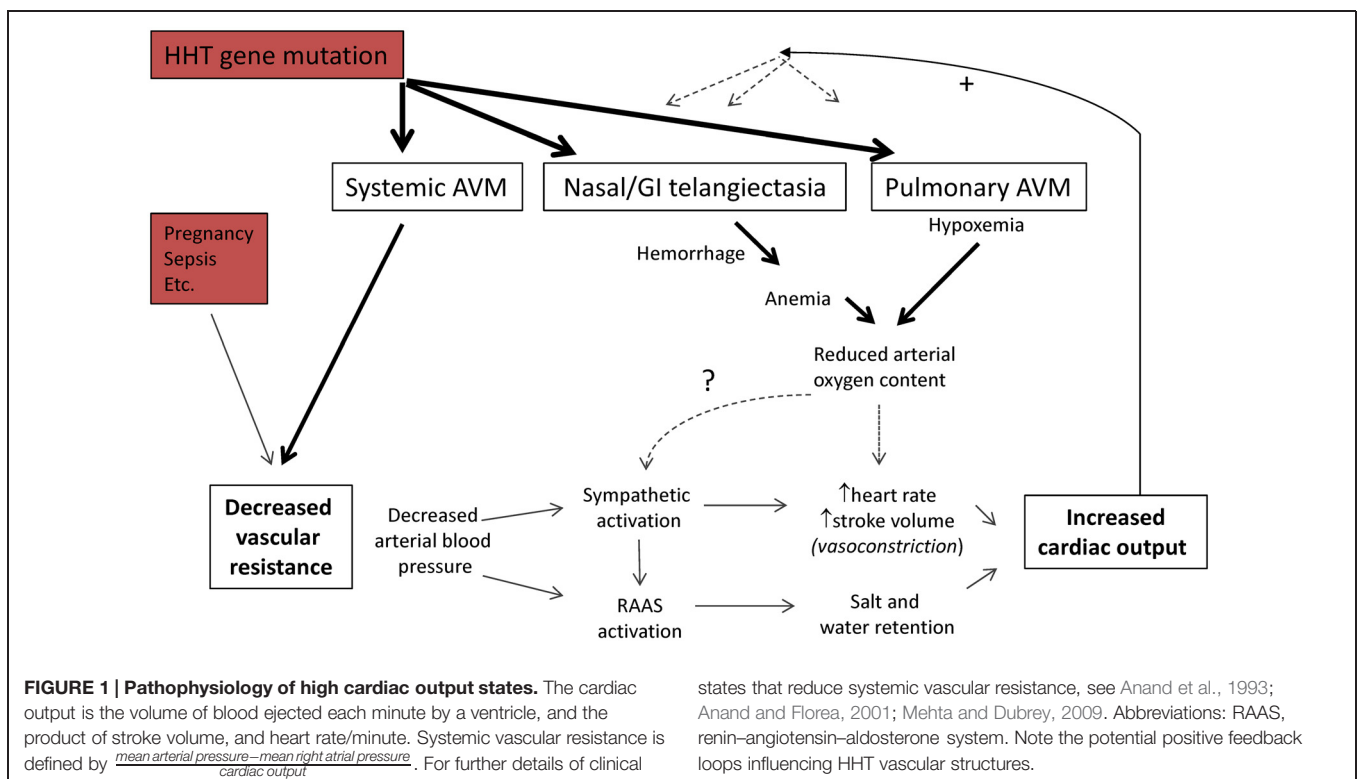 HHT gene mutation
+
Systemic AVM
Nasal/GI telangiectasia
Pulmonary AVM
Pregnancy
Sepsis
Etc.
Hypoxemia
Hemorrhage
Anemia
Reduced arterial
oxygen content
?
Decreased
vascular
resistance
Decreased
arterial blood
pressure
Sympathetic
activation
RAAS
activation
↑heart rate
↑stroke volume
(vasoconstriction)
Salt and
water retention
Increased
cardiac output
FIGURE 1 | Pathophysiology of high cardiac output states. The cardiac
output is the volume of blood ejected each minute by a ventricle, and the
product of stroke volume, and heart rate/minute. Systemic vascular resistance is
defined by mean arterial pressure−mean right atrial pressure / cardiac output. For further details of clinical
states that reduce systemic vascular resistance, see Anand et al., 1993;
Anand and Florea, 2001; Mehta and Dubrey, 2009. Abbreviations: RAAS,
renin–angiotensin–aldosterone system. Note the potential positive feedback
loops influencing HHT vascular structures.